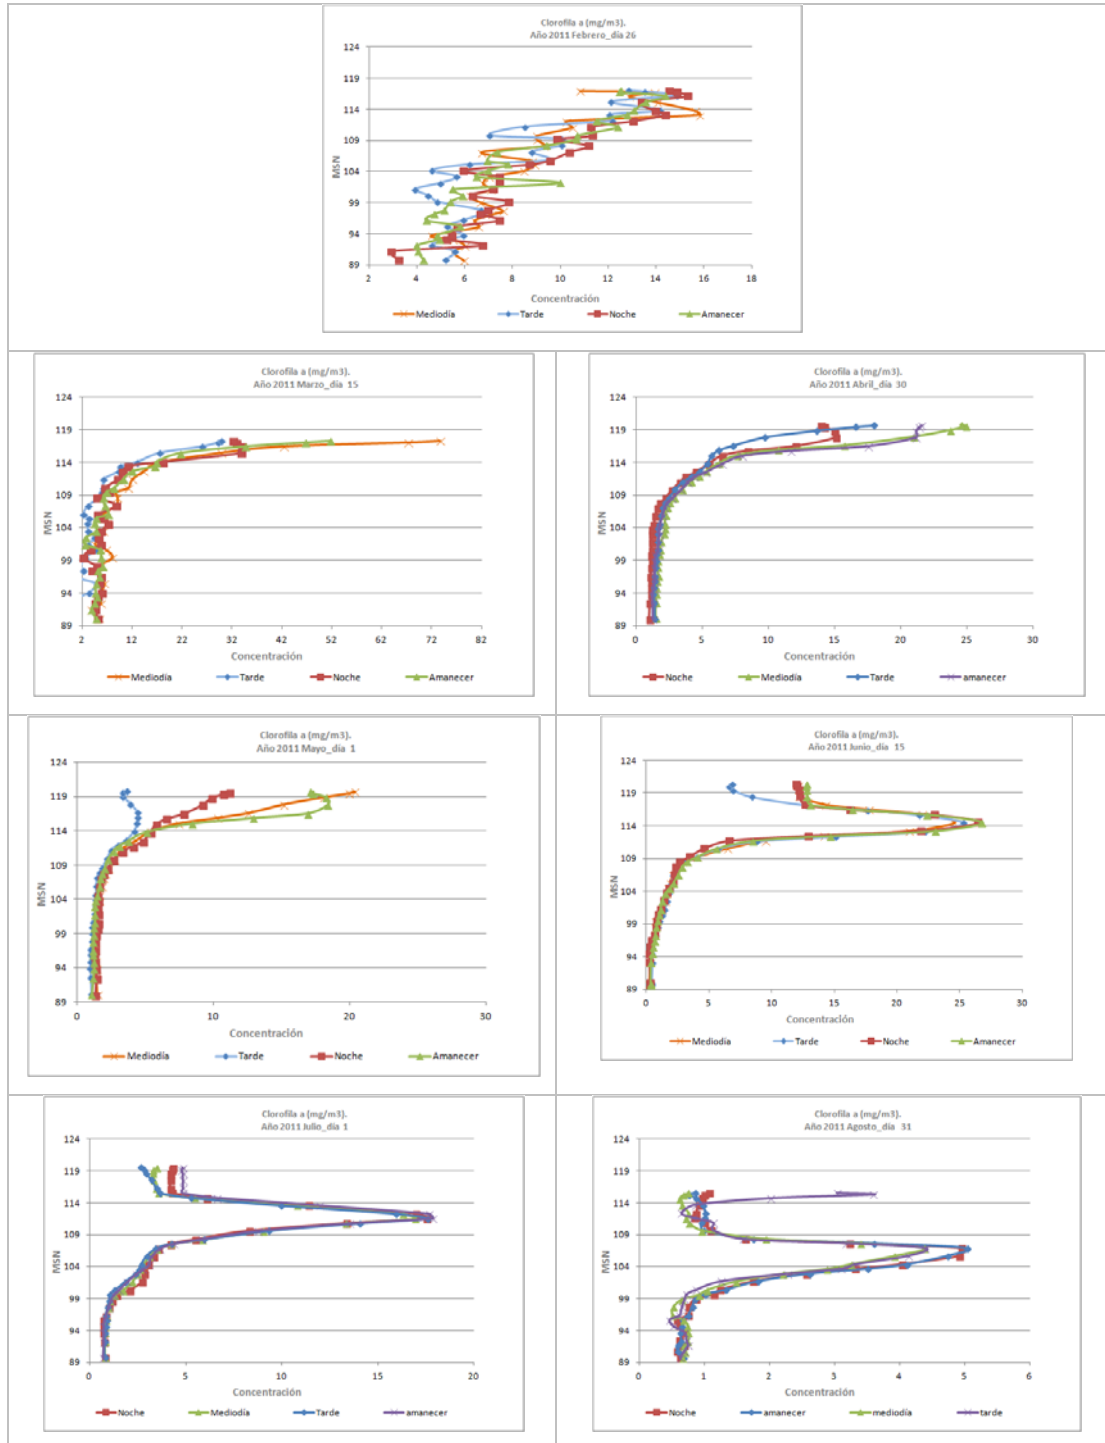 Clorofila a (mg/m3).
Año 2011 Febrero_día 26
124
119
114
109
104
99
94
89
MSN
2 4 6 8 10 12 14 16 18
Concentración
Mediodía Tarde Noche Amanecer
Clorofila a (mg/m3).
Año 2011 Marzo_día 15
124
119
114
109
104
99
94
89
MSN
2 12 22 32 42 52 62 72 82
Concentración
Mediodía Tarde Noche Amanecer
Clorofila a (mg/m3).
Año 2011 Abril_día 30
124
119
114
109
104
99
94
89
MSN
0 5 10 15 20 25 30
Concentración
Noche Mediodía Tarde amanecer
Clorofila a (mg/m3).
Año 2011 Mayo_día 1
124
119
114
109
104
99
94
89
MSN
0 10 20 30
Concentración
Mediodía Tarde Noche Amanecer
Clorofila a (mg/m3).
Año 2011 Junio_día 15
124
119
114
109
104
99
94
89
MSN
0 5 10 15 20 25 30
Concentración
Mediodía Tarde Noche Amanecer
Clorofila a (mg/m3).
Año 2011 Julio_día 1
124
119
114
109
104
99
94
89
MSN
0 5 10 15 20
Concentración
Noche Mediodía Tarde amanecer
Clorofila a (mg/m3).
Año 2011 Agosto_día 31
124
119
114
109
104
99
94
89
MSN
0 1 2 3 4 5 6
Concentración
Noche amanecer mediodía tarde